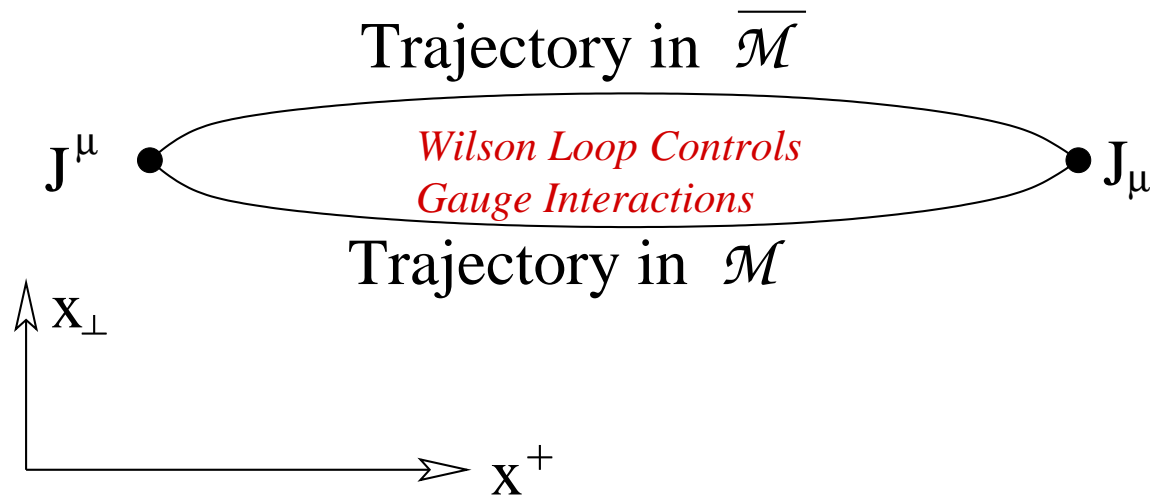 Trajectory in ℳ̅
J^μ
Wilson Loop Controls
Gauge Interactions
J_μ
Trajectory in ℳ
x_⊥
x^+